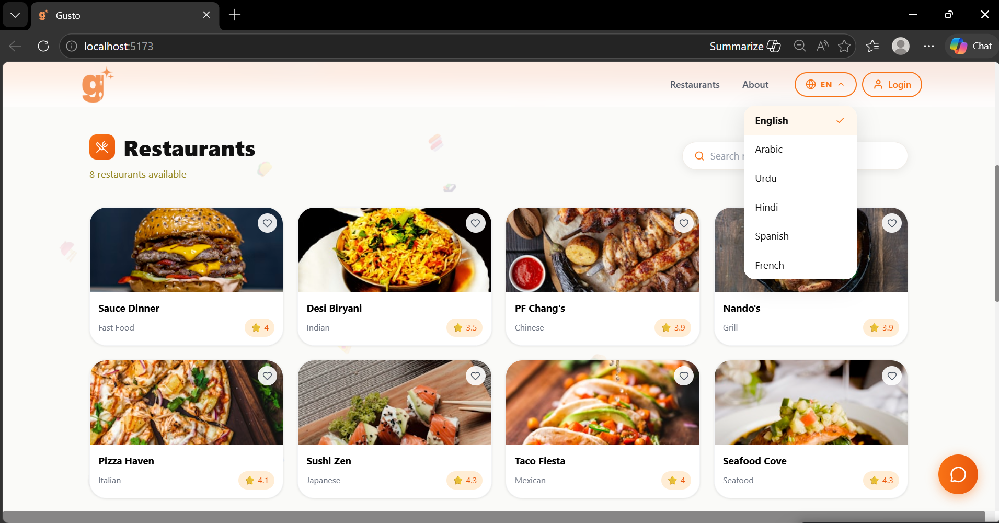 Gusto
localhost:5173
Summarize
Chat
g
Restaurants
About
EN
Login
English
Arabic
Urdu
Hindi
Spanish
French
Restaurants
8 restaurants available
Search
Sauce Dinner
Fast Food
4
Desi Biryani
Indian
3.5
PF Chang's
Chinese
3.9
Nando's
Grill
3.9
Pizza Haven
Italian
4.1
Sushi Zen
Japanese
4.3
Taco Fiesta
Mexican
4
Seafood Cove
Seafood
4.3